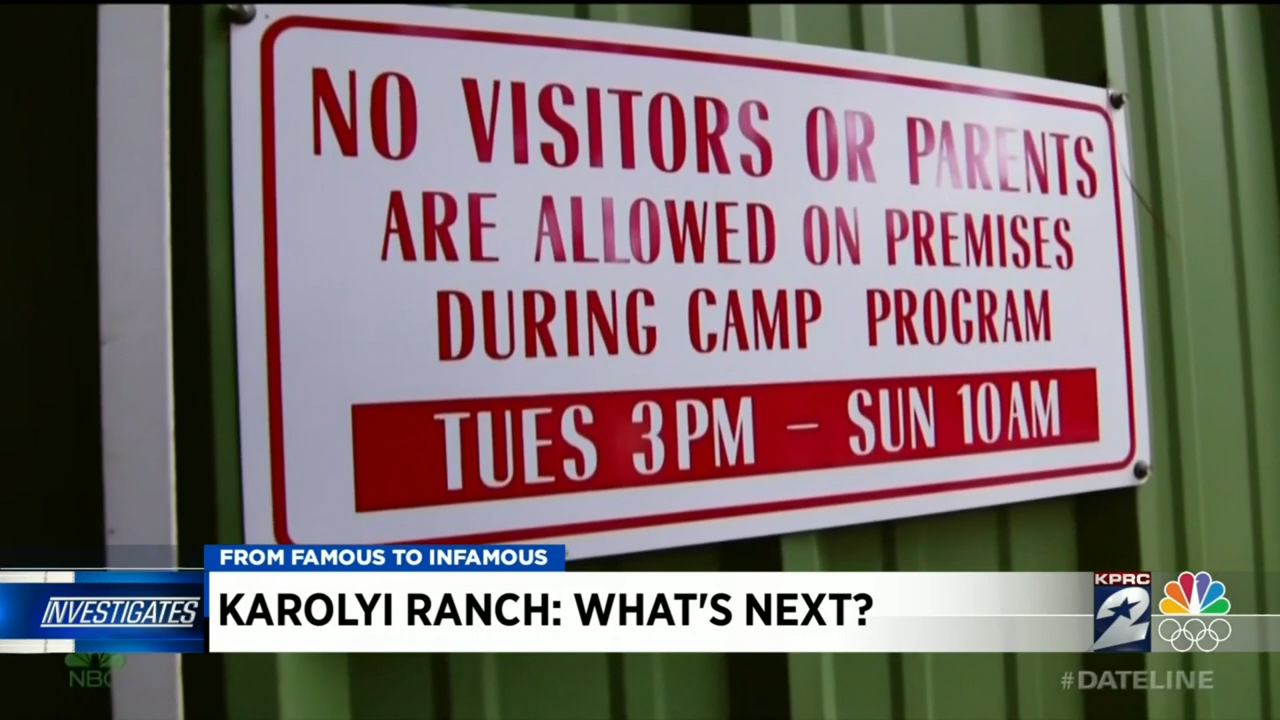 NO VISITORS OR PARENTS
ARE ALLOWED ON PREMISES
DURING CAMP PROGRAM
TUES 3PM - SUN 10AM
FROM FAMOUS TO INFAMOUS
INVESTIGATES
KAROLYI RANCH: WHAT'S NEXT?
KPRC
2
NBC
#DATELINE